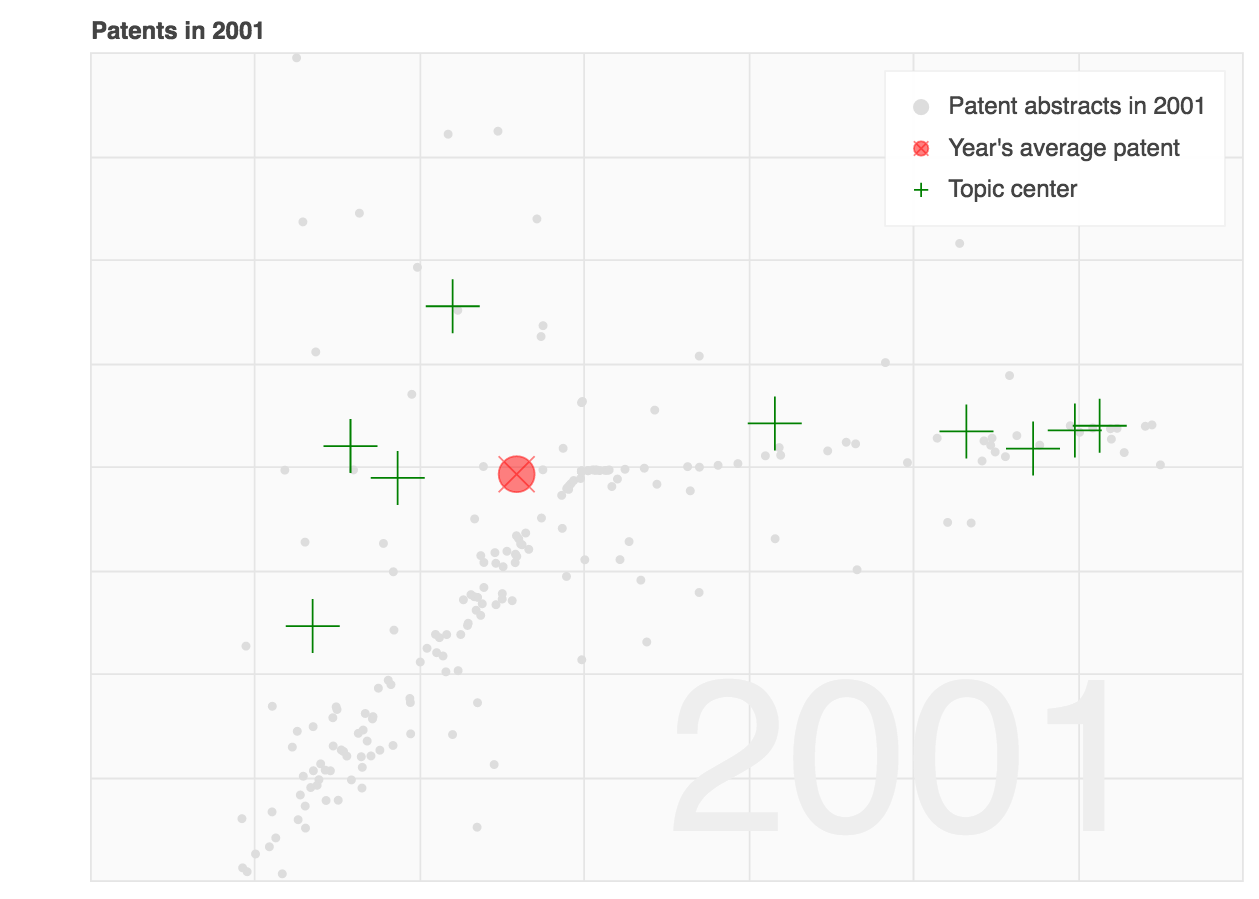 Patents in 2001
Patent abstracts in 2001
Year's average patent
Topic center
2001